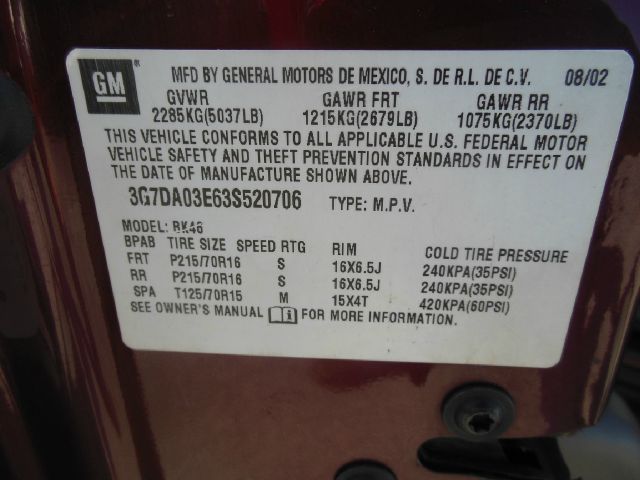 GM
MFD BY GENERAL MOTORS DE MEXICO, S. DE R.L. DE C.V. 08/02
GVWR GAWR FRT GAWR RR
2285KG(5037LB) 1215KG(2679LB) 1075KG(2370LB)
THIS VEHICLE CONFORMS TO ALL APPLICABLE U.S. FEDERAL MOTOR
VEHICLE SAFETY AND THEFT PREVENTION STANDARDS IN EFFECT ON
THE DATE OF MANUFACTURE SHOWN ABOVE.
3G7DA03E63S520706 TYPE: M.P.V.
MODEL: BK46
BPAB TIRE SIZE SPEED RTG RIM COLD TIRE PRESSURE
FRT P215/70R16 S 16X6.5J 240KPA(35PSI)
RR P215/70R16 S 16X6.5J 240KPA(35PSI)
SPA T125/70R15 M 15X4T 420KPA(60PSI)
SEE OWNER'S MANUAL i FOR MORE INFORMATION.